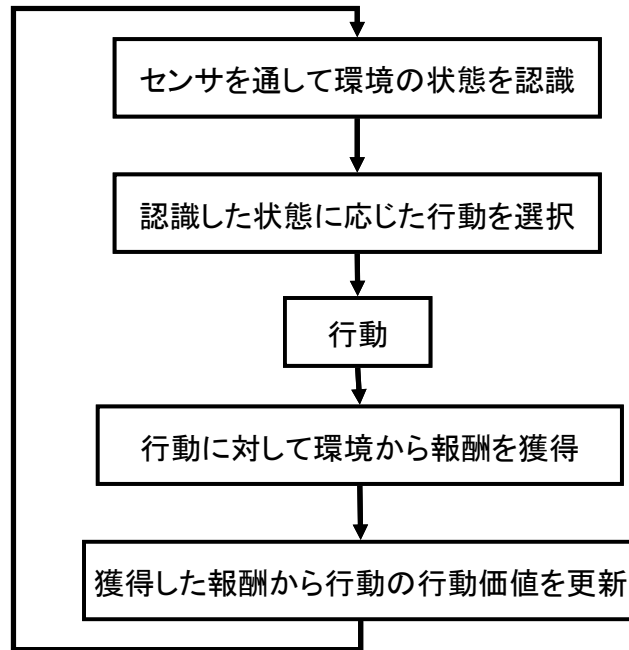 センサを通して環境の状態を認識
認識した状態に応じた行動を選択
行動
行動に対して環境から報酬を獲得
獲得した報酬から行動の行動価値を更新